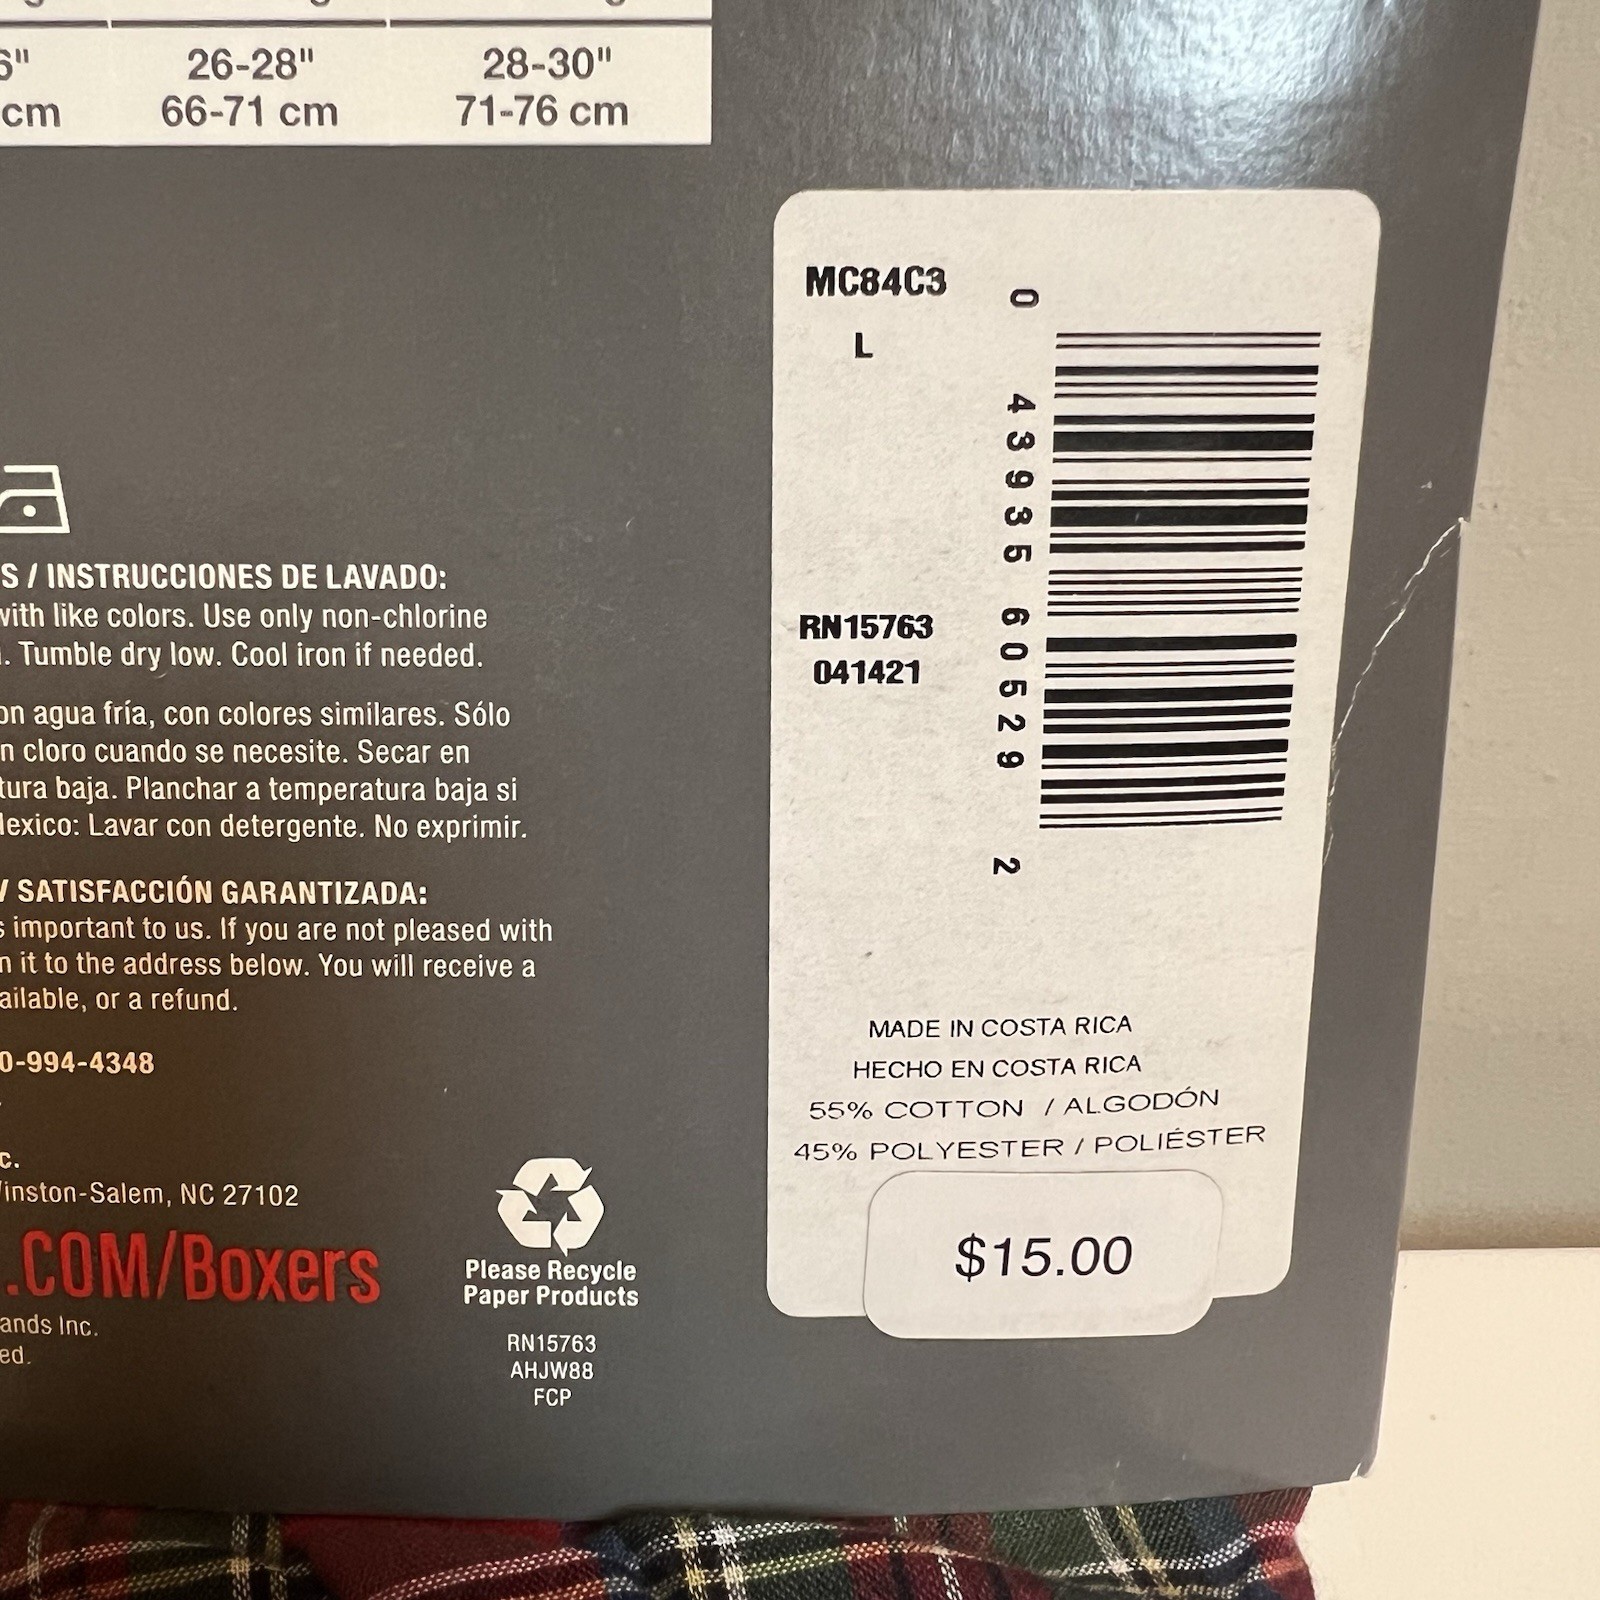 6"
26-28"
28-30"
cm
66-71 cm
71-76 cm
S / INSTRUCCIONES DE LAVADO:
with like colors. Use only non-chlorine
. Tumble dry low. Cool iron if needed.
on agua fría, con colores similares. Sólo
n cloro cuando se necesite. Secar en
tura baja. Planchar a temperatura baja si
Mexico: Lavar con detergente. No exprimir.
/ SATISFACCIÓN GARANTIZADA:
s important to us. If you are not pleased with
n it to the address below. You will receive a
ailable, or a refund.
0-994-4348
c.
Winston-Salem, NC 27102
.COM/Boxers
ands Inc.
ed.
Please Recycle
Paper Products
RN15763
AHJW88
FCP
MC84C3
L
0 43935 60529 2
RN15763
041421
MADE IN COSTA RICA
HECHO EN COSTA RICA
55% COTTON / ALGODÓN
45% POLYESTER / POLIÉSTER
$15.00